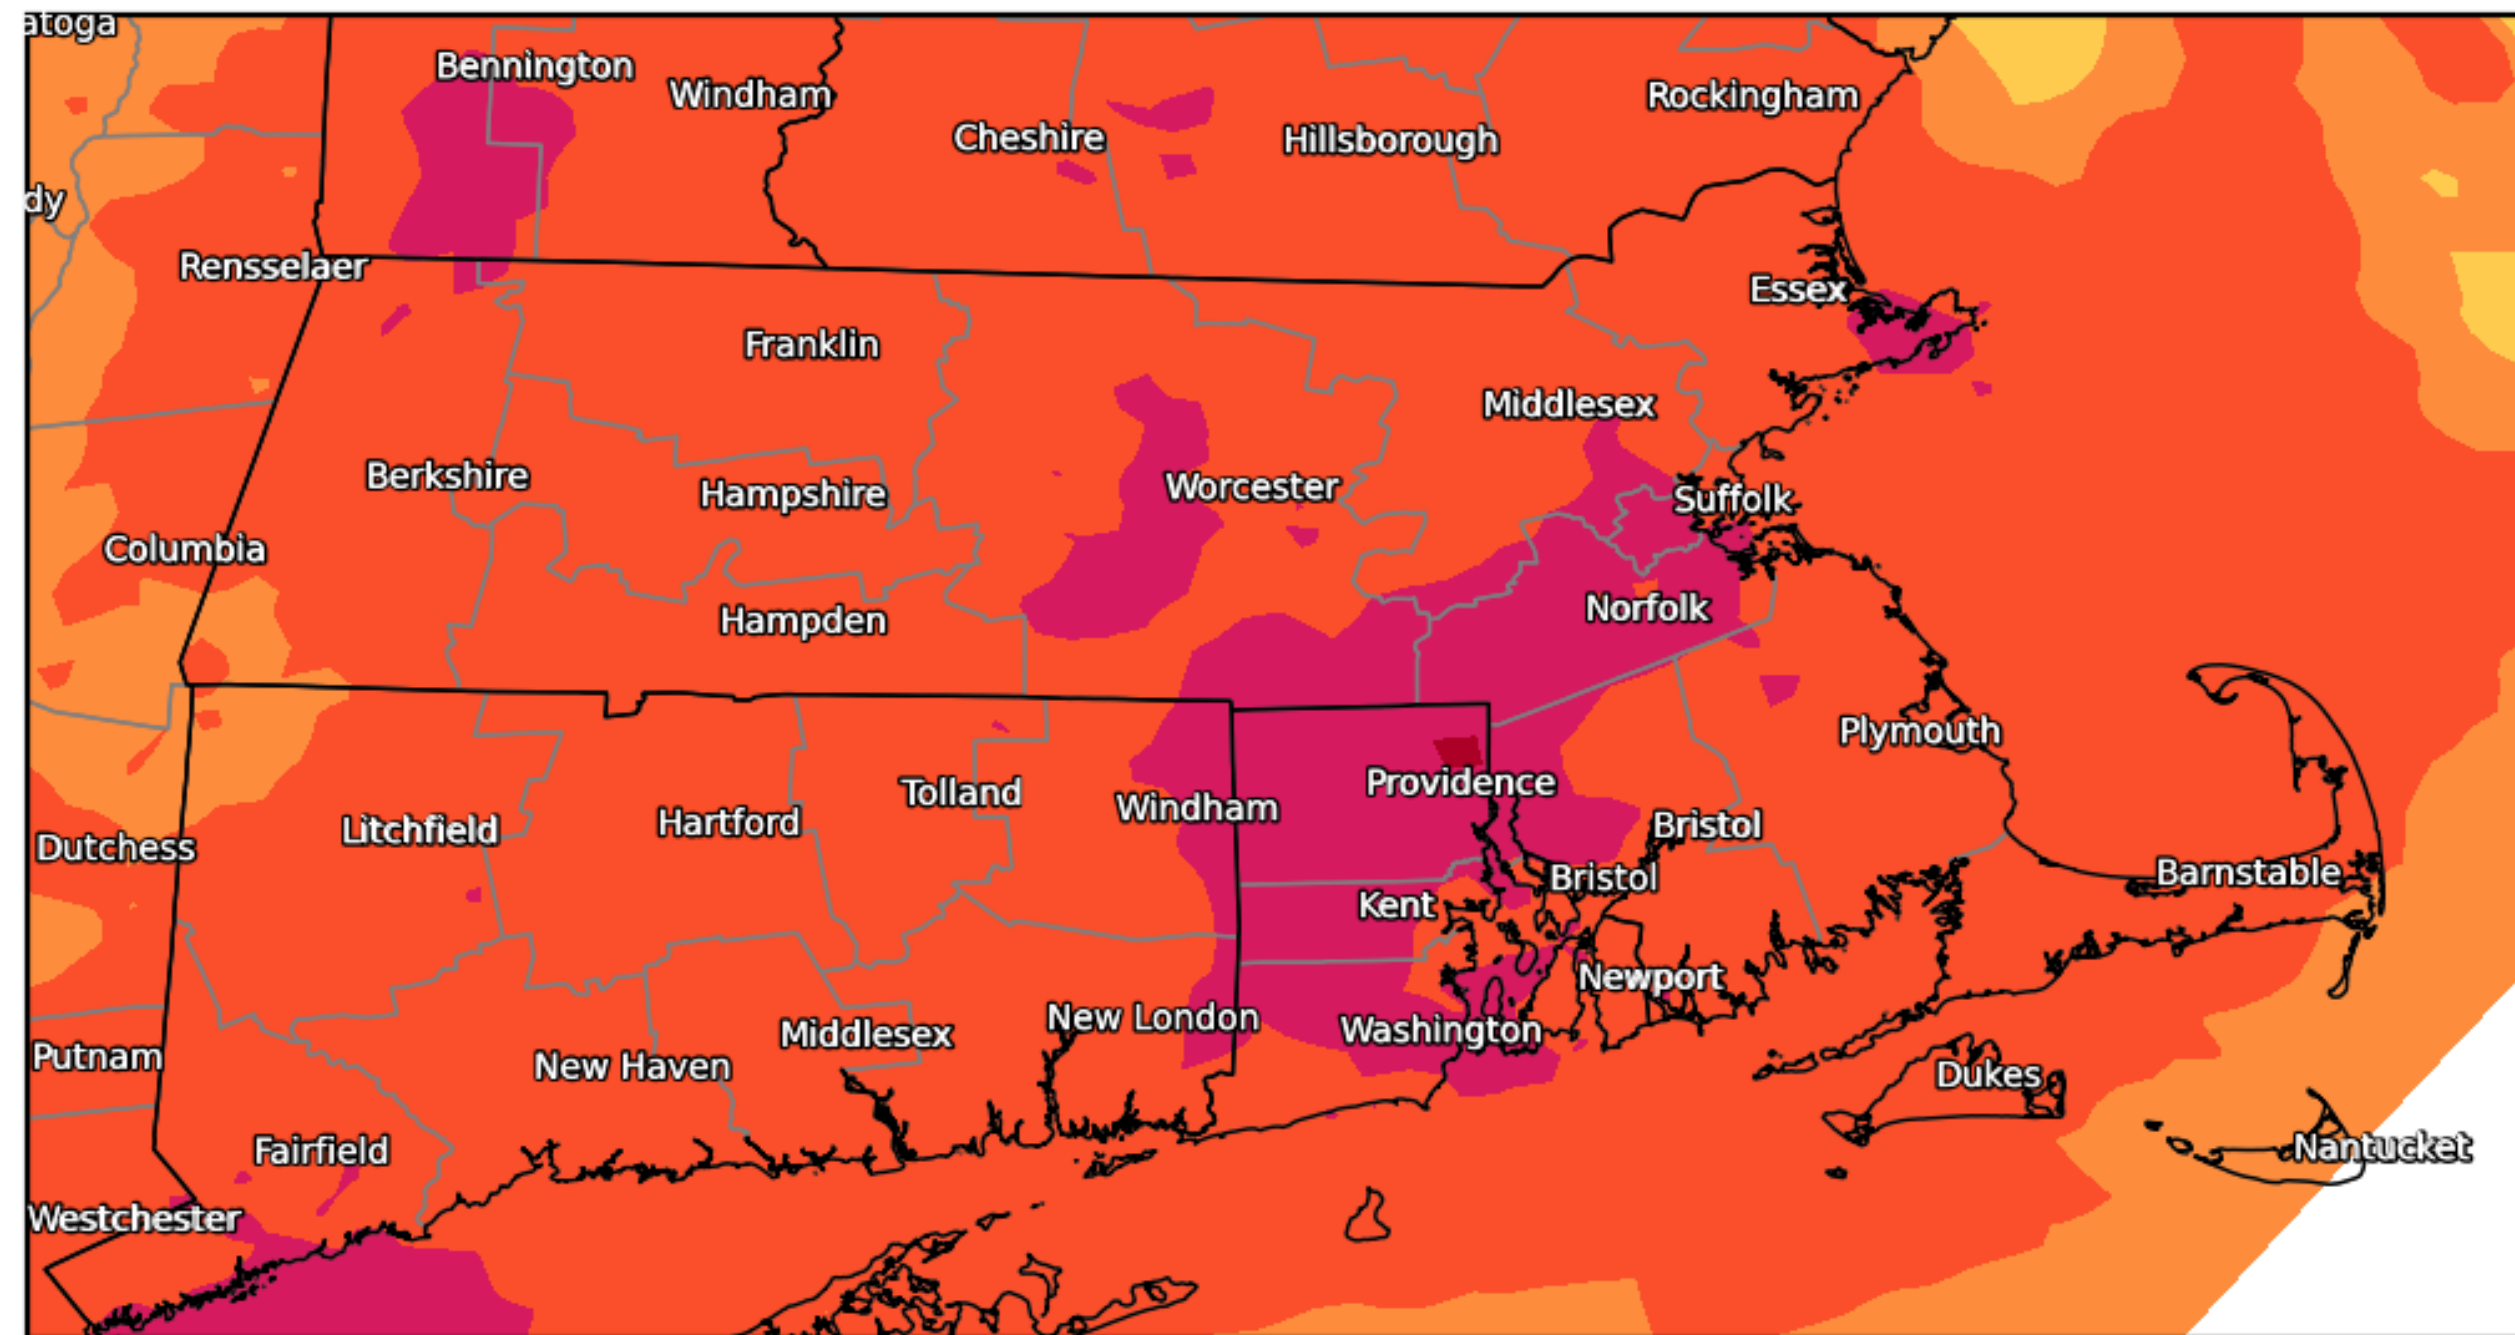 atoga
Bennington
Windham
Rockingham
Cheshire
Hillsborough
dy
Rensselaer
Essex
Franklin
Middlesex
Berkshire
Hampshire
Worcester
Suffolk
Columbia
Hampden
Norfolk
Plymouth
Providence
Tolland
Windham
Litchfield
Hartford
Bristol
Dutchess
Barnstable
Bristol
Kent
Newport
New London
Washington
Middlesex
Putnam
New Haven
Dukes
Fairfield
Nantucket
Westchester